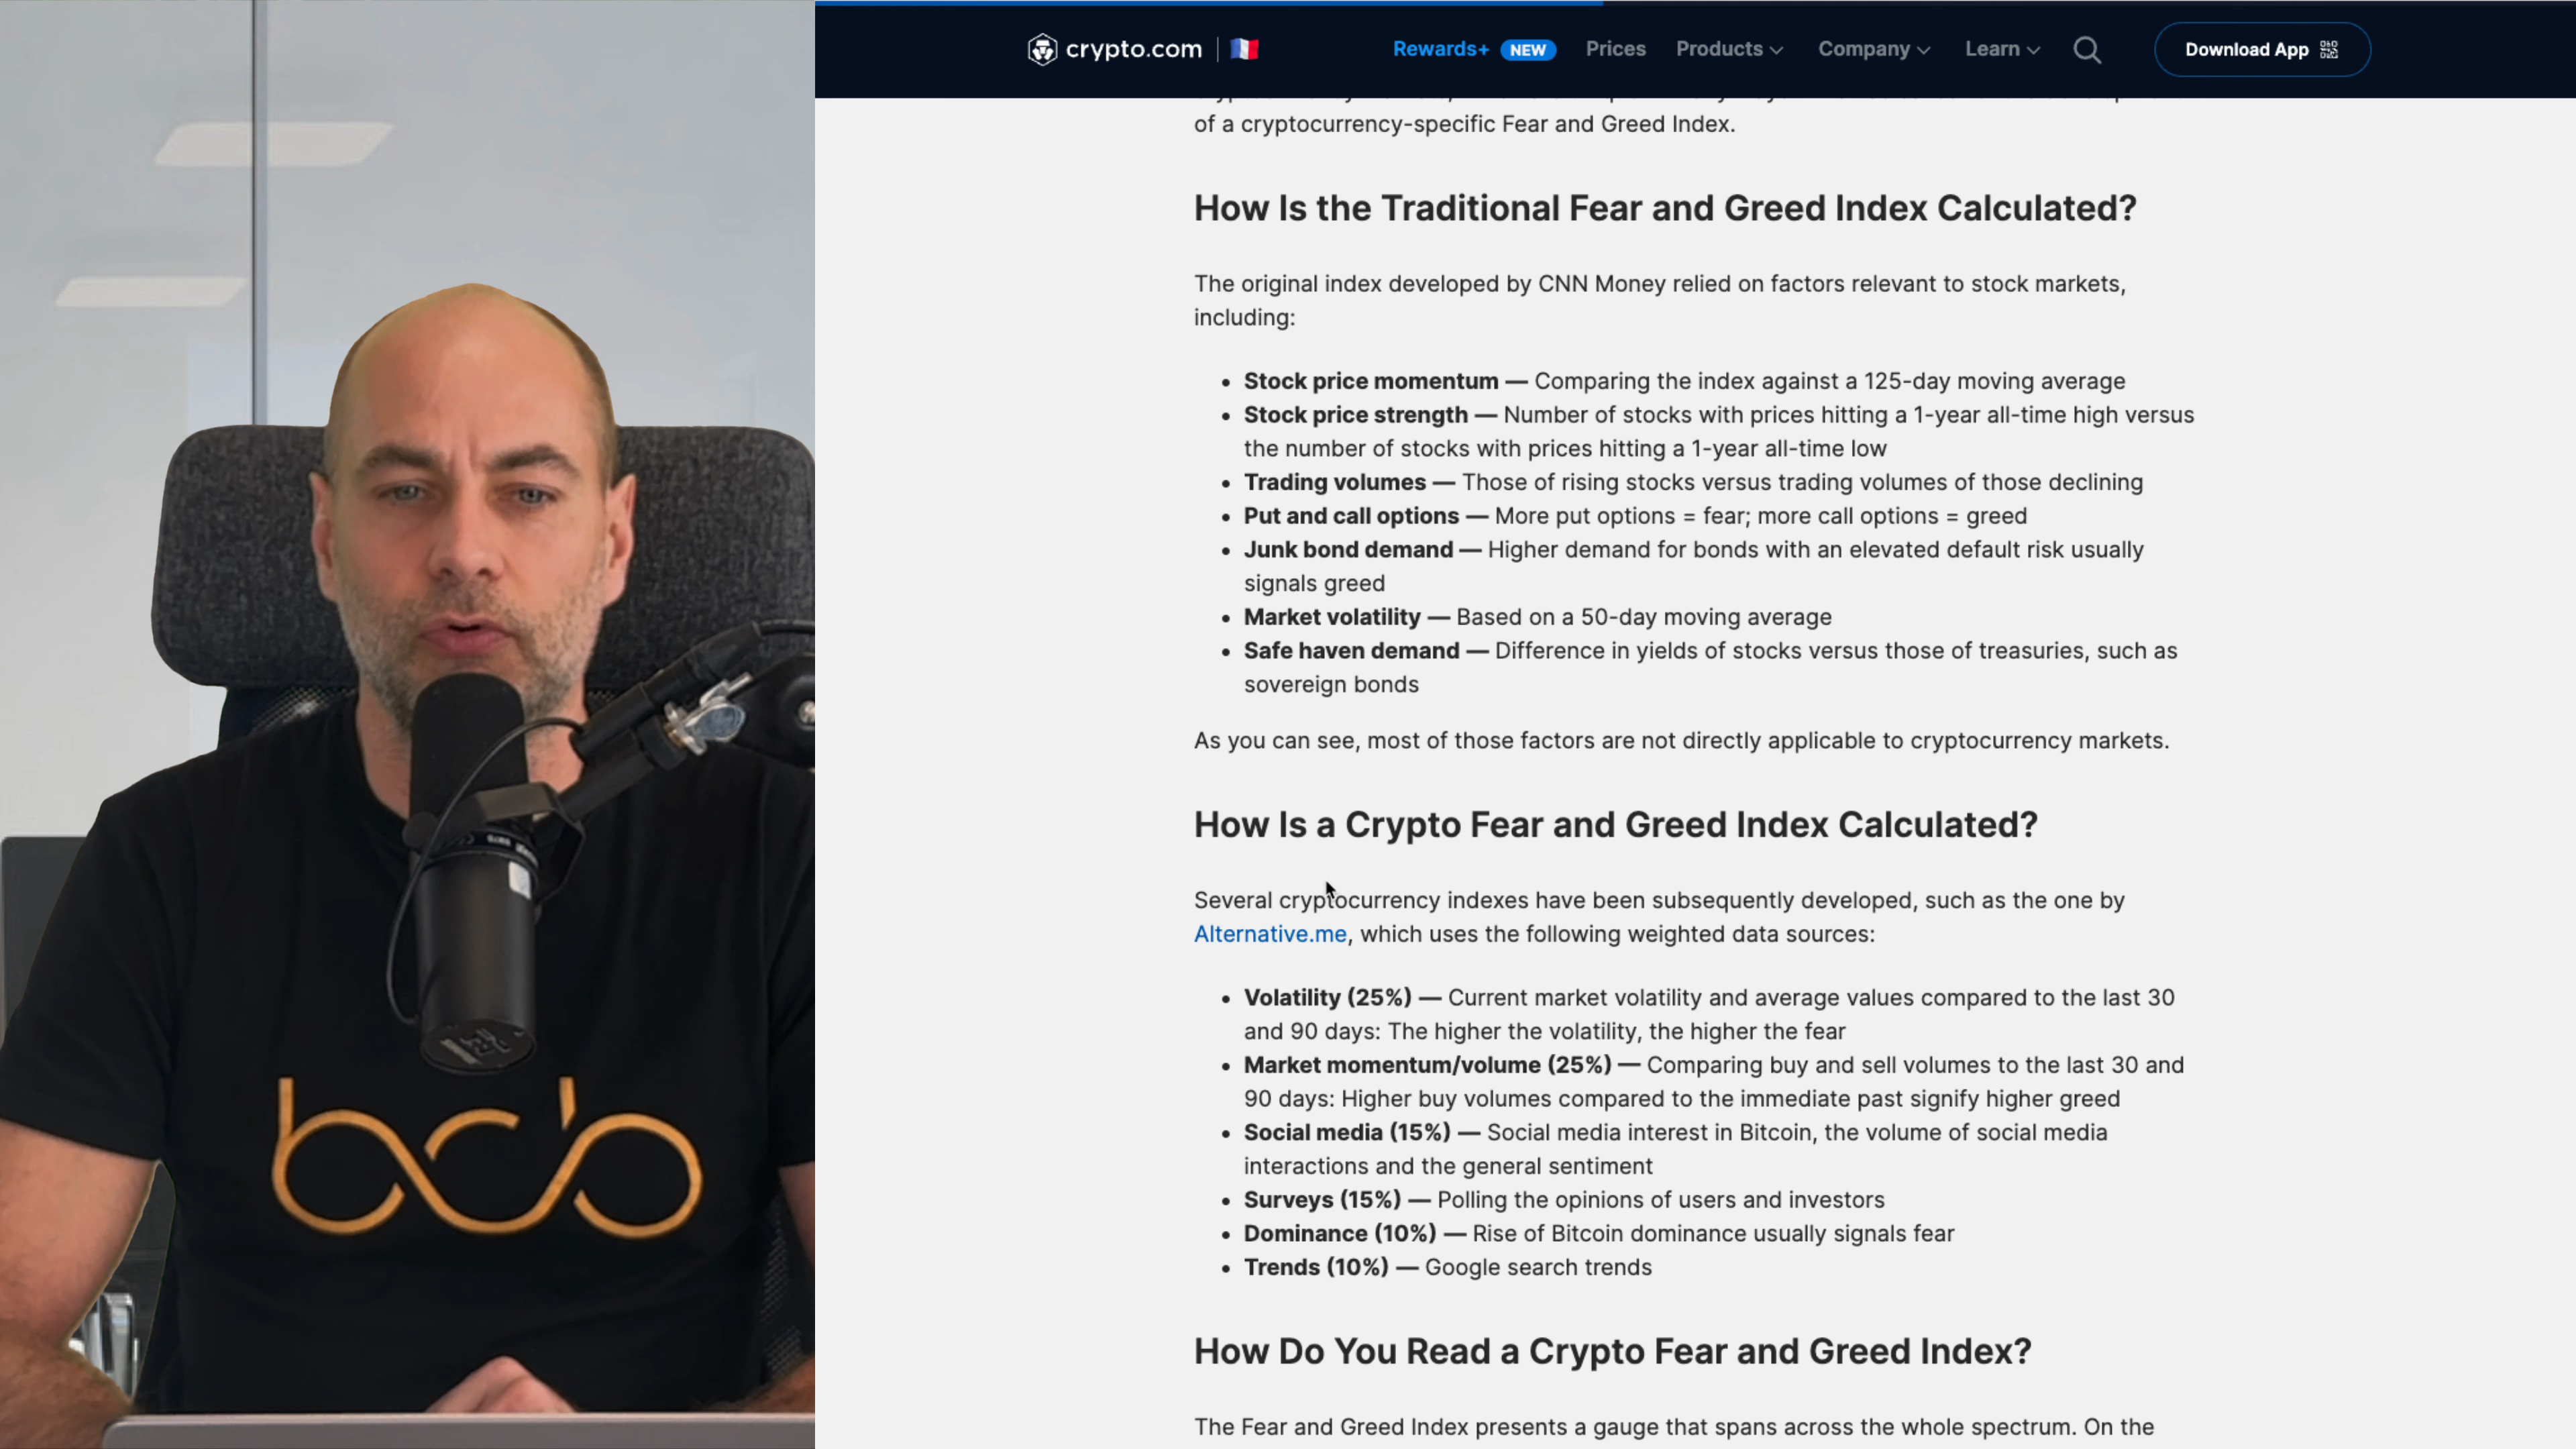 crypto.com
Rewards+ NEW Prices Products Company Learn Download App
of a cryptocurrency-specific Fear and Greed Index.
How Is the Traditional Fear and Greed Index Calculated?
The original index developed by CNN Money relied on factors relevant to stock markets,
including:
• Stock price momentum — Comparing the index against a 125-day moving average
• Stock price strength — Number of stocks with prices hitting a 1-year all-time high versus
the number of stocks with prices hitting a 1-year all-time low
• Trading volumes — Those of rising stocks versus trading volumes of those declining
• Put and call options — More put options = fear; more call options = greed
• Junk bond demand — Higher demand for bonds with an elevated default risk usually
signals greed
• Market volatility — Based on a 50-day moving average
• Safe haven demand — Difference in yields of stocks versus those of treasuries, such as
sovereign bonds
As you can see, most of those factors are not directly applicable to cryptocurrency markets.
How Is a Crypto Fear and Greed Index Calculated?
Several cryptocurrency indexes have been subsequently developed, such as the one by
Alternative.me, which uses the following weighted data sources:
• Volatility (25%) — Current market volatility and average values compared to the last 30
and 90 days: The higher the volatility, the higher the fear
• Market momentum/volume (25%) — Comparing buy and sell volumes to the last 30 and
90 days: Higher buy volumes compared to the immediate past signify higher greed
• Social media (15%) — Social media interest in Bitcoin, the volume of social media
interactions and the general sentiment
• Surveys (15%) — Polling the opinions of users and investors
• Dominance (10%) — Rise of Bitcoin dominance usually signals fear
• Trends (10%) — Google search trends
How Do You Read a Crypto Fear and Greed Index?
The Fear and Greed Index presents a gauge that spans across the whole spectrum. On the
bcb